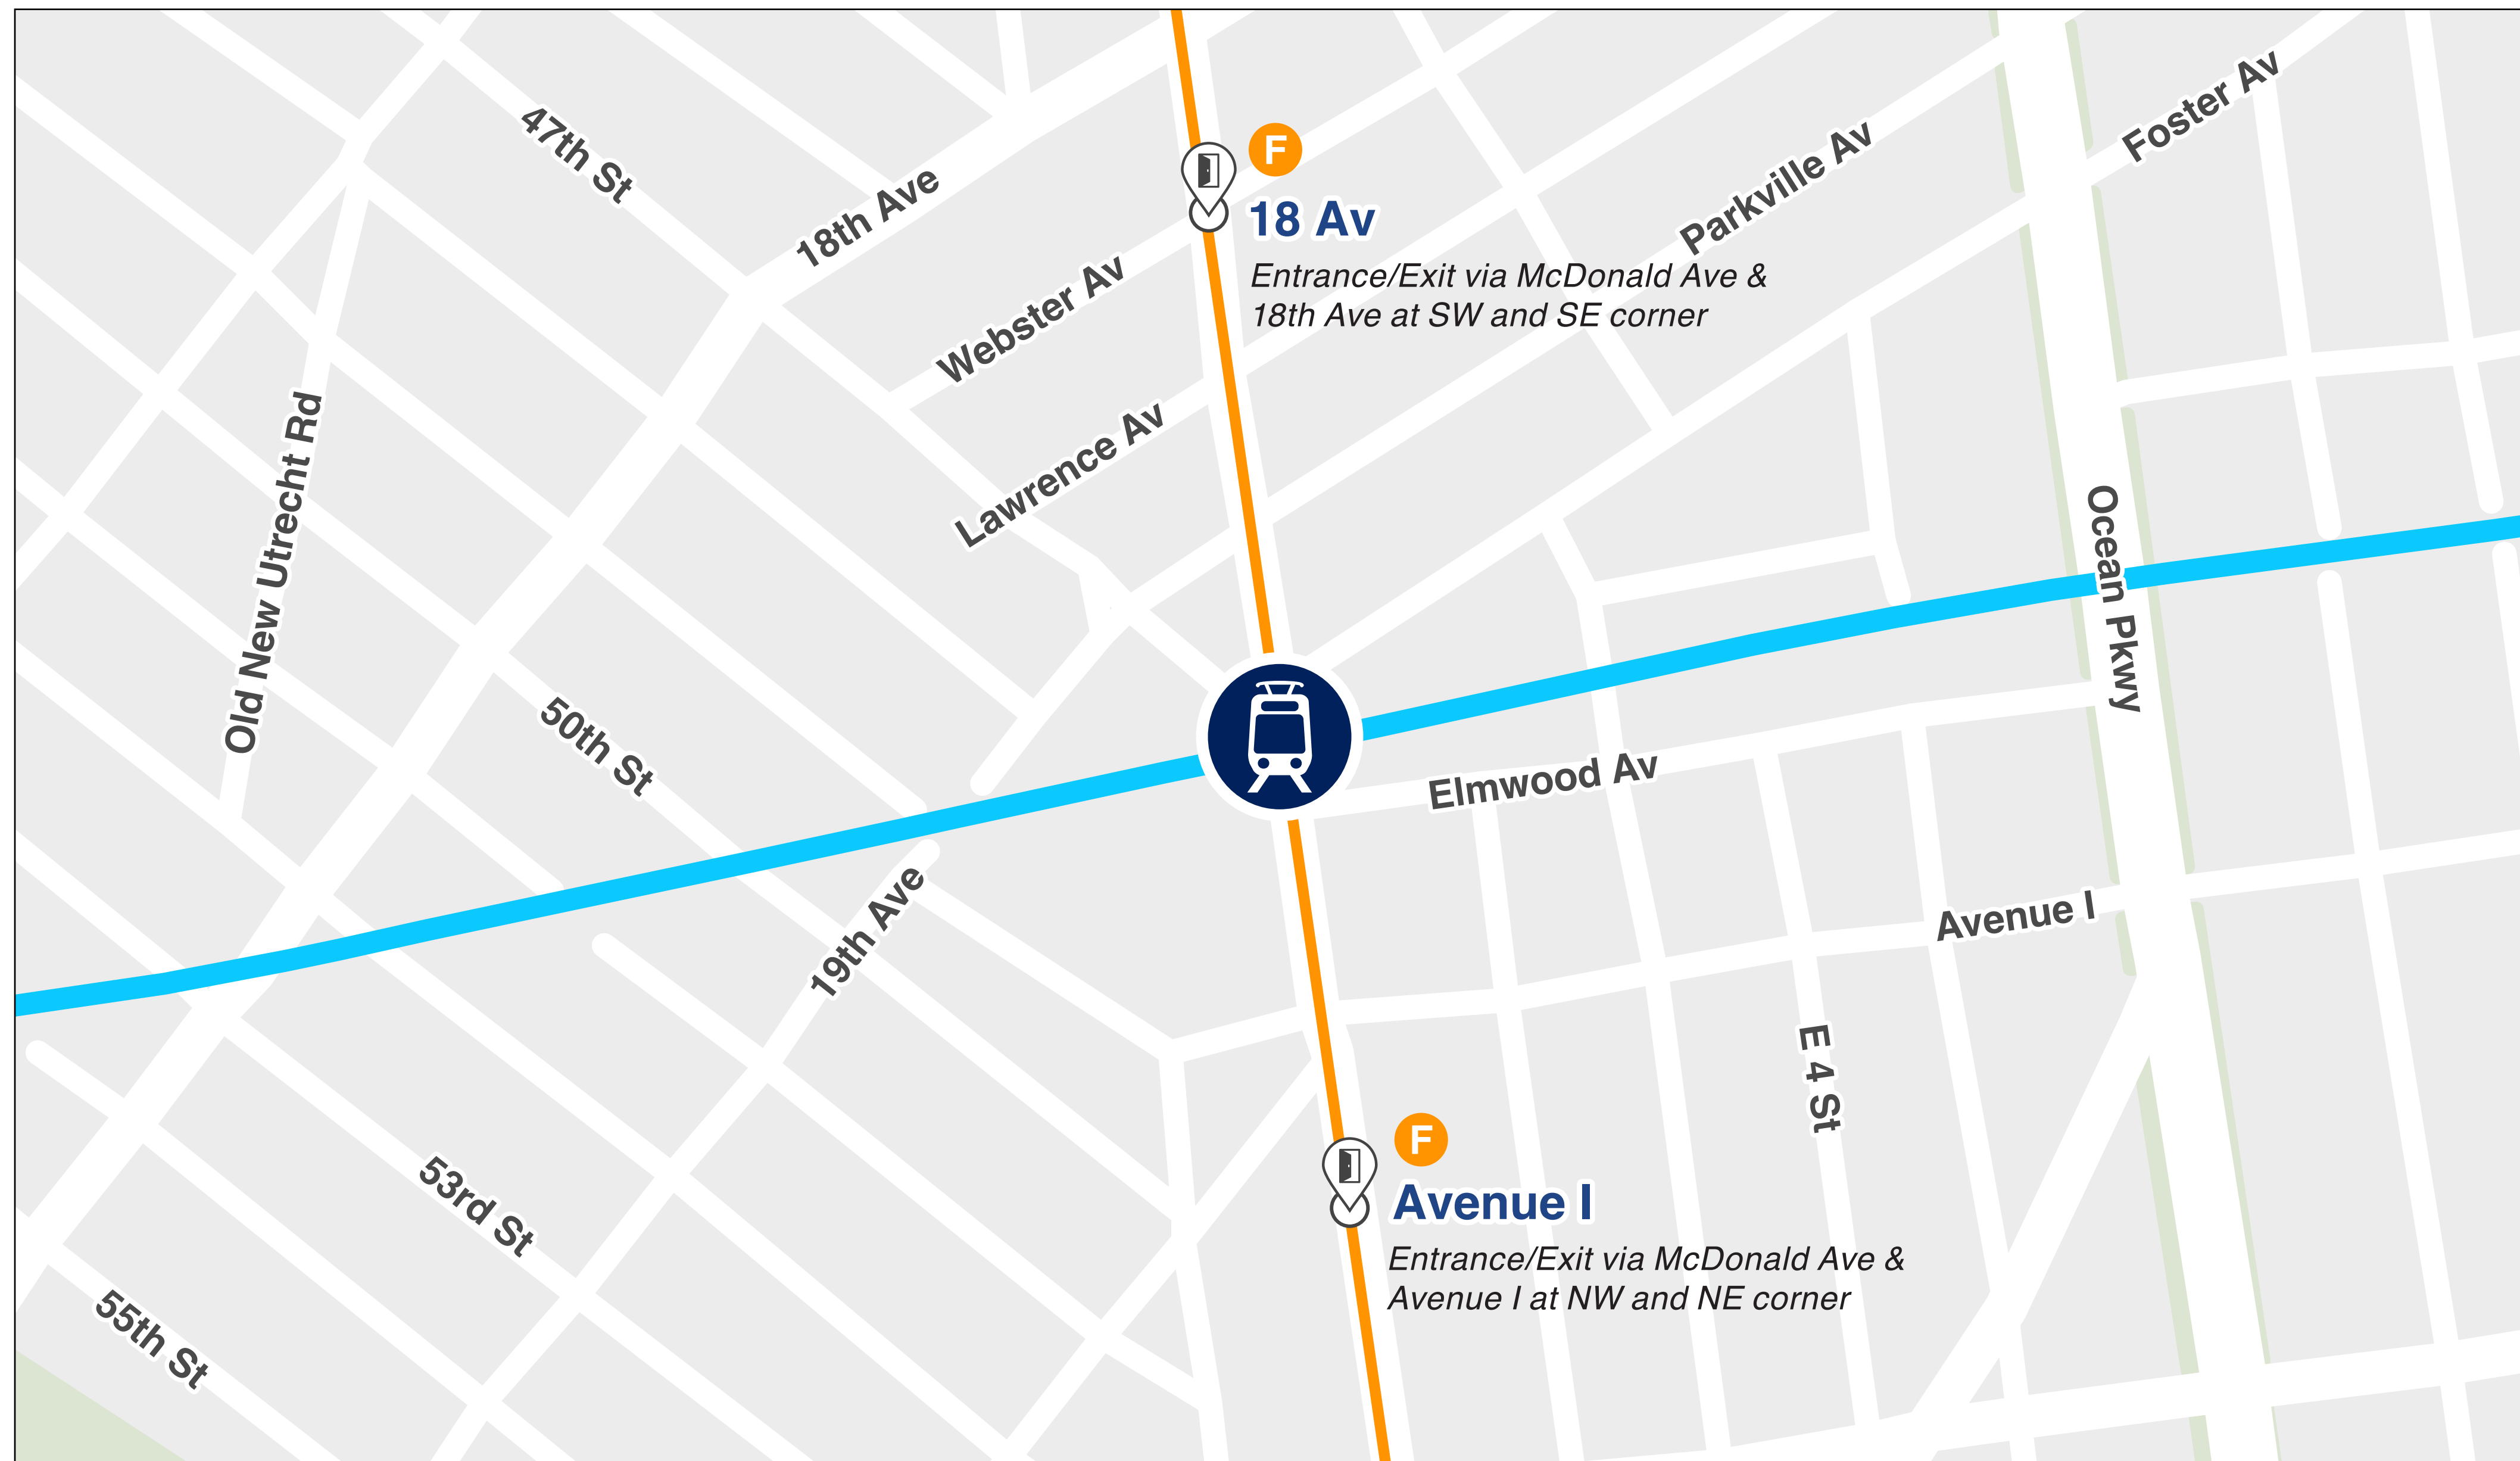 47th St
18th Ave
F
18 Av
Entrance/Exit via McDonald Ave &
18th Ave at SW and SE corner
Parkville Av
Foster Av
Webster Av
Lawrence Av
Old New Utrecht Rd
Ocean Pkwy
50th St
Elmwood Av
19th Ave
Avenue I
E 4 St
F
Avenue I
Entrance/Exit via McDonald Ave &
Avenue I at NW and NE corner
53rd St
55th St